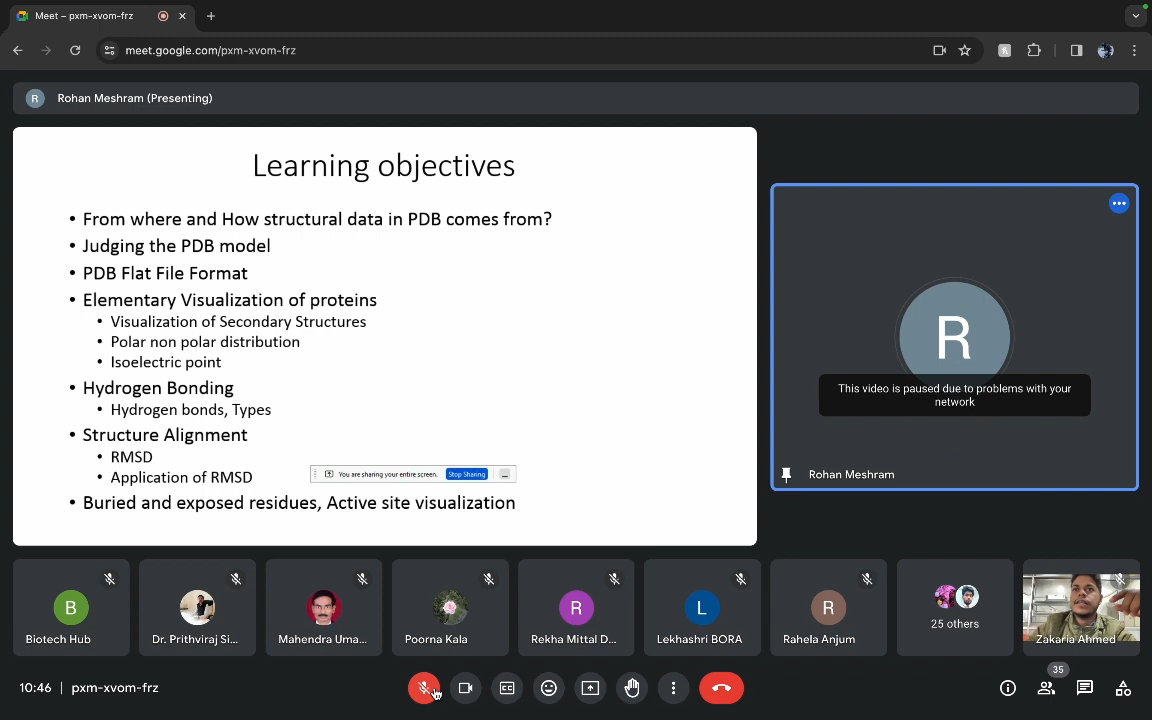 Meet – pxm-xvom-frz
meet.google.com/pxm-xvom-frz
R
Rohan Meshram (Presenting)
Learning objectives
• From where and How structural data in PDB comes from?
• Judging the PDB model
• PDB Flat File Format
• Elementary Visualization of proteins
• Visualization of Secondary Structures
• Polar non polar distribution
• Isoelectric point
• Hydrogen Bonding
• Hydrogen bonds, Types
• Structure Alignment
• RMSD
• Application of RMSD
You are sharing your entire screen. Stop Sharing
• Buried and exposed residues, Active site visualization
R
This video is paused due to problems with your
network
Rohan Meshram
B
Biotech Hub
Dr. Prithviraj Si...
Mahendra Uma...
Poorna Kala
R
Rekha Mittal D...
L
Lekhashri BORA
R
Rahela Anjum
25 others
Zakaria Ahmed
10:46 | pxm-xvom-frz
35